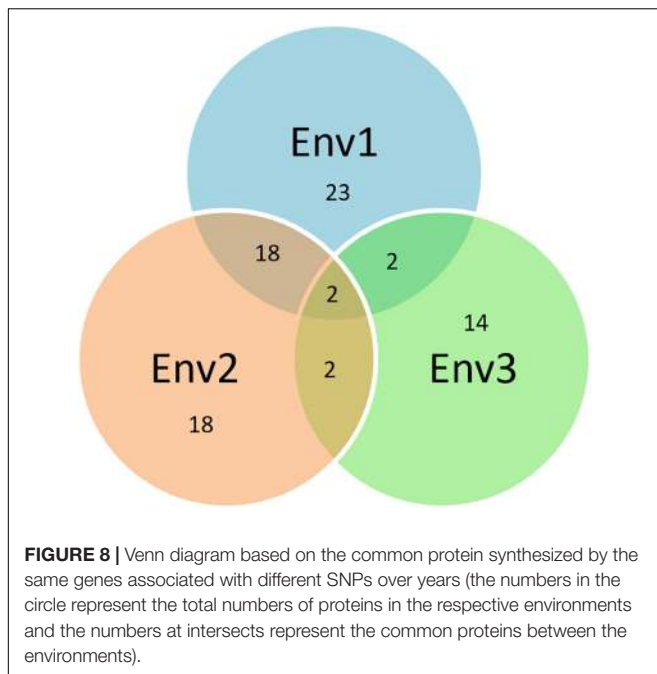 Env1
23
18
2
2
14
Env2
2
Env3
18
FIGURE 8 | Venn diagram based on the common protein synthesized by the
same genes associated with different SNPs over years (the numbers in the
circle represent the total numbers of proteins in the respective environments
and the numbers at intersects represent the common proteins between the
environments).